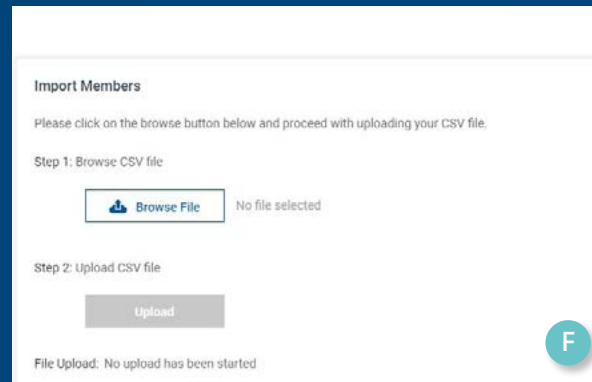 Import Members
Please click on the browse button below and proceed with uploading your CSV file.
Step 1: Browse CSV file
Browse File No file selected
Step 2: Upload CSV file
Upload
File Upload: No upload has been started
F